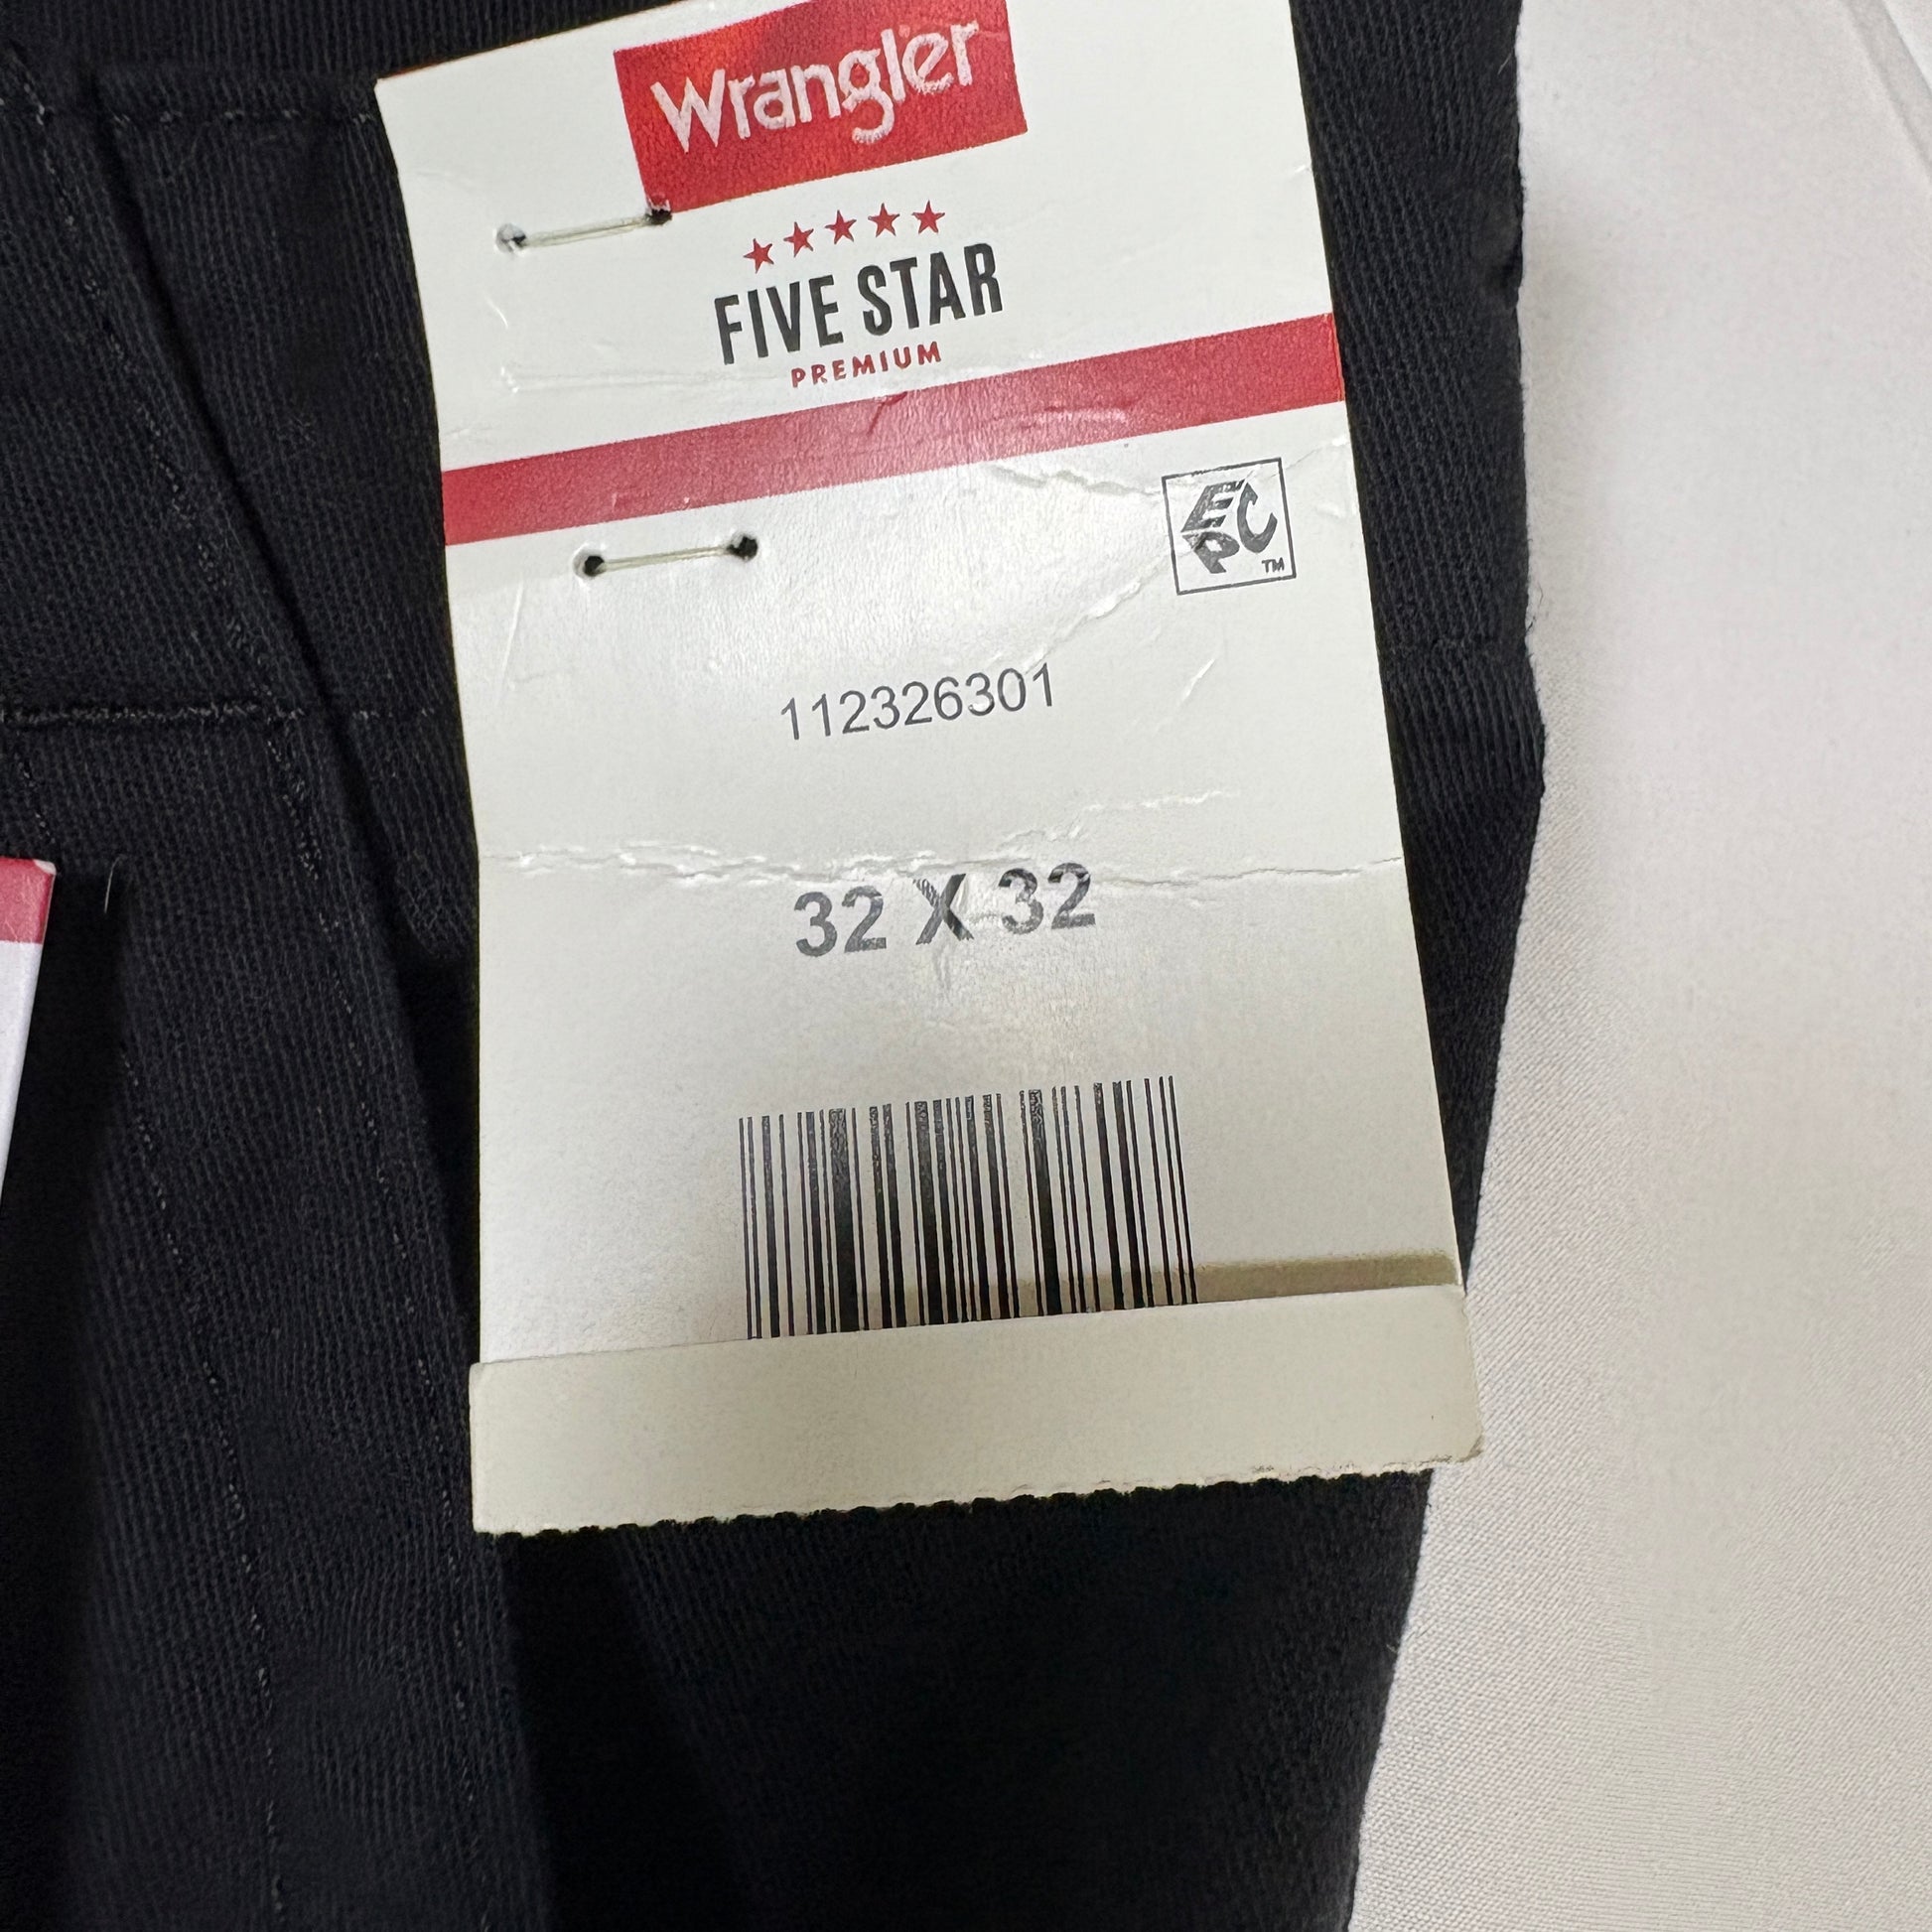 Wrangler
FIVE STAR
PREMIUM
EPC
TM
112326301
32 X 32